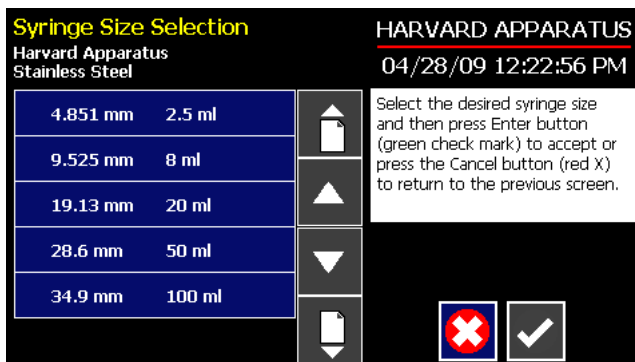 Syringe Size Selection
Harvard Apparatus
Stainless Steel
4.851 mm 2.5 ml
9.525 mm 8 ml
19.13 mm 20 ml
28.6 mm 50 ml
34.9 mm 100 ml
HARVARD APPARATUS
04/28/09 12:22:56 PM
Select the desired syringe size
and then press Enter button
(green check mark) to accept or
press the Cancel button (red X)
to return to the previous screen.